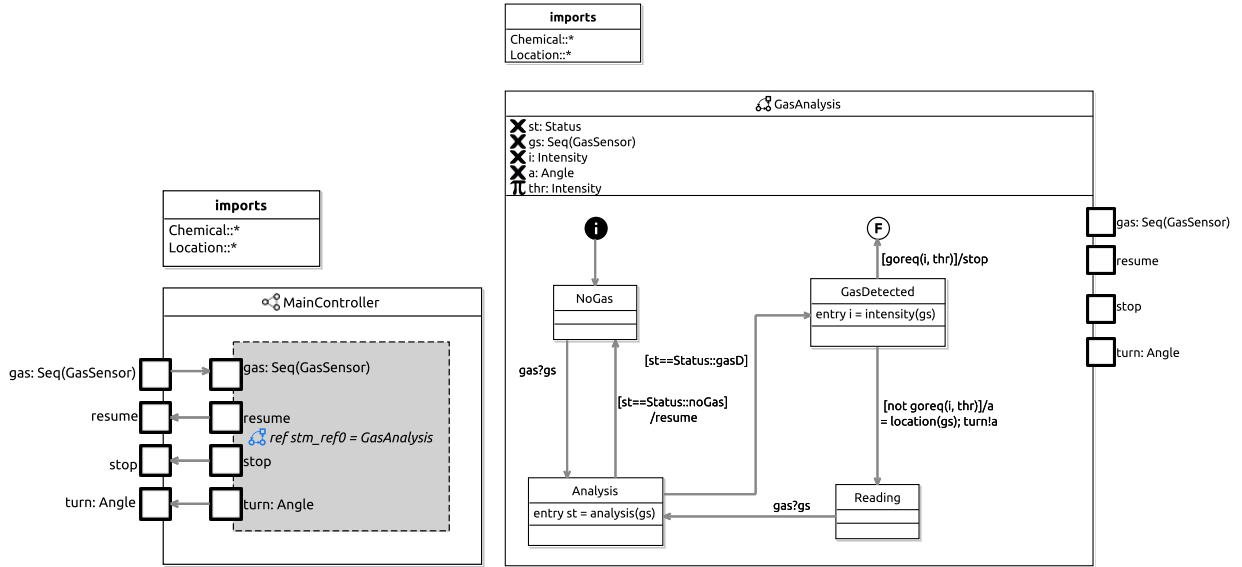 imports
Chemical::*
Location::*
MainController
gas: Seq(GasSensor)
resume
stop
turn: Angle
gas: Seq(GasSensor)
resume
ref stm_ref0 = GasAnalysis
stop
turn: Angle
imports
Chemical::*
Location::*
GasAnalysis
st: Status
gs: Seq(GasSensor)
i: Intensity
a: Angle
π thr: Intensity
i
F
[goreq(i, thr)]/stop
NoGas
GasDetected
entry i = intensity(gs)
gas?gs
[st==Status::gasD]
[st==Status::noGas]
/resume
[not goreq(i, thr)]/a
= location(gs); turn!a
Analysis
entry st = analysis(gs)
gas?gs
Reading
gas: Seq(GasSensor)
resume
stop
turn: Angle